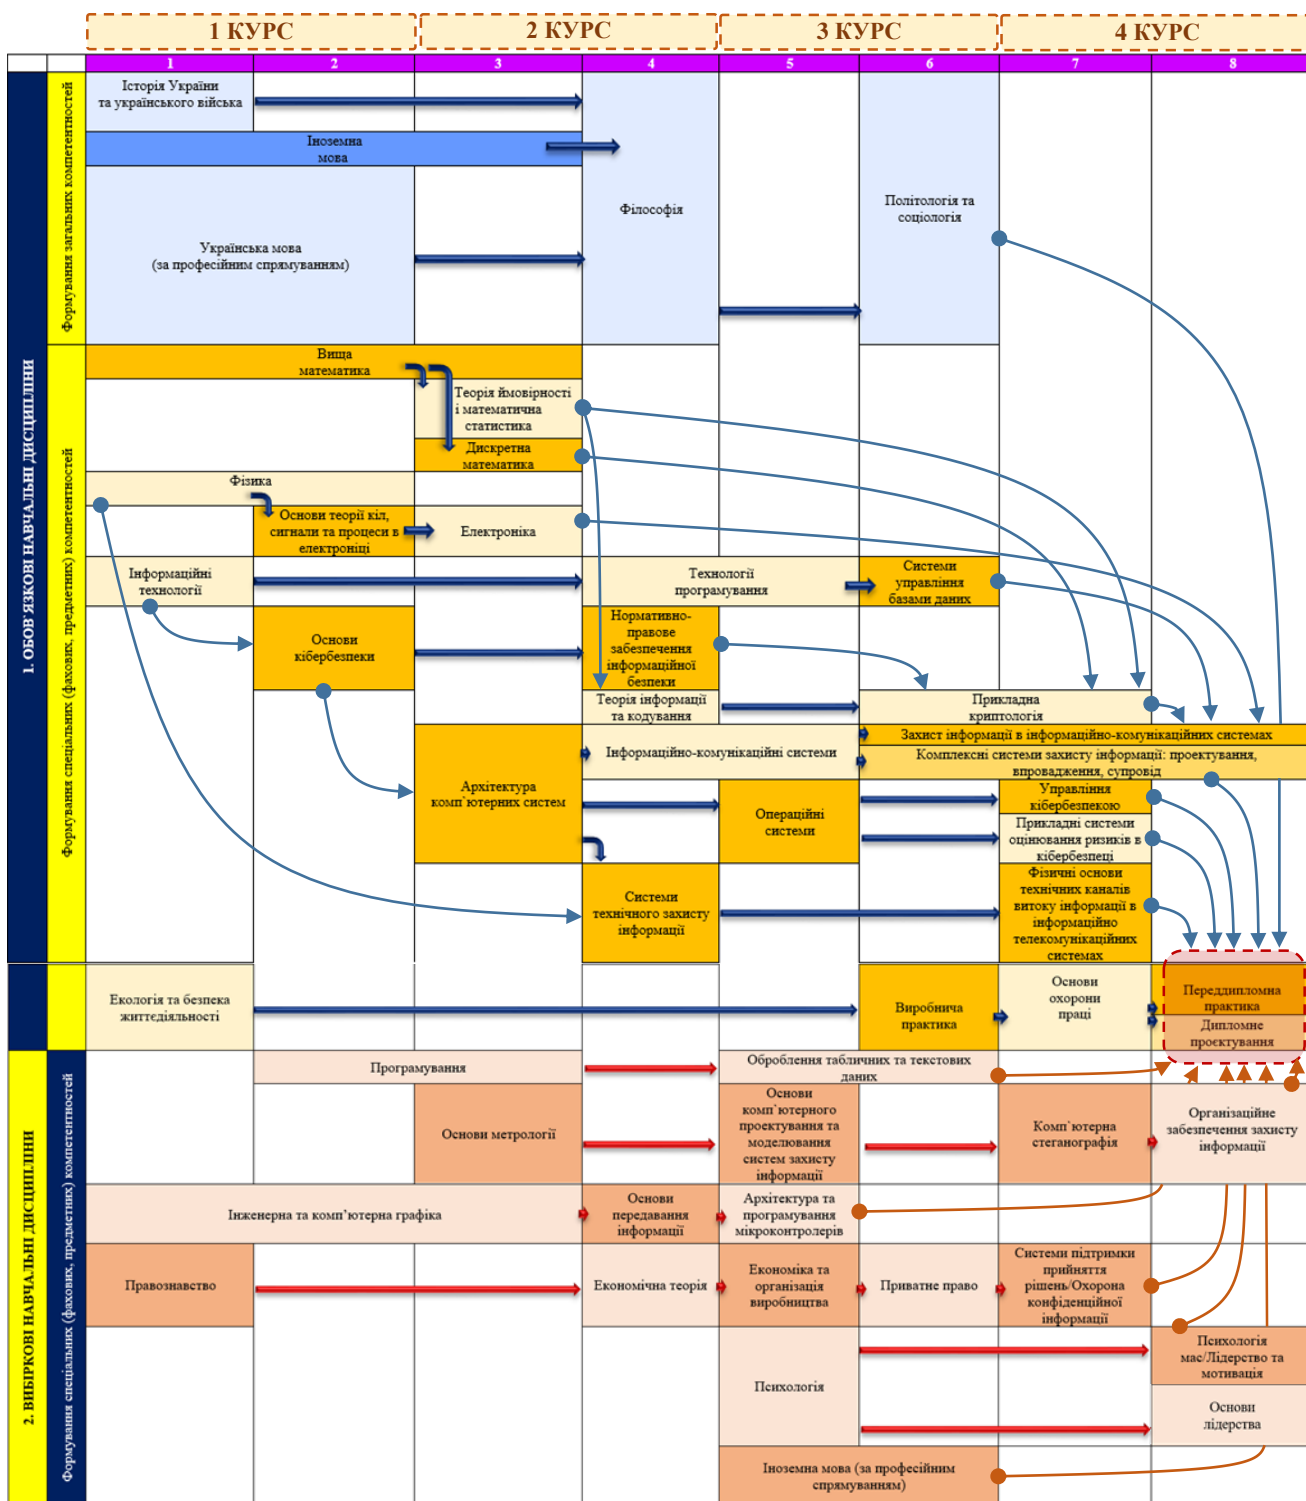 1 КУРС
2 КУРС
3 КУРС
4 КУРС
1
2
3
4
5
6
7
8
1. ОБОВ`ЯЗКОВІ НАВЧАЛЬНІ ДИСЦИПЛІНИ
Формування загальних компетентностей
Історія України
та українського війська
Іноземна
мова
Українська мова
(за професійним спрямуванням)
Філософія
Політологія та
соціологія
Формування спеціальних (фахових, предметних) компетентностей
Вища
математика
Теорія ймовірності
і математична
статистика
Дискретна
математика
Фізика
Основи теорії кіл,
сигнали та процеси в
електроніці
Електроніка
Інформаційні
технології
Технології
програмування
Системи
управління
базами даних
Основи
кібербезпеки
Нормативно-
правове
забезпечення
інформаційної
безпеки
Теорія інформації
та кодування
Прикладна
криптологія
Архітектура
комп`ютерних систем
Інформаційно-комунікаційні системи
Захист інформації в інформаційно-комунікаційних системах
Комплексні системи захисту інформації: проектування,
впровадження, супровід
Операційні
системи
Управління
кібербезпекою
Прикладні системи
оцінювання ризиків в
кібербезпеці
Системи
технічного захисту
інформації
Фізичні основи
технічних каналів
витоку інформації в
інформаційно
телекомунікаційних
системах
Екологія та безпека
життєдіяльності
Виробнича
практика
Основи
охорони
праці
Переддипломна
практика
Дипломне
проєктування
2. ВИБІРКОВІ НАВЧАЛЬНІ ДИСЦИПЛІНИ
Формування спеціальних (фахових, предметних) компетентностей
Програмування
Оброблення табличних та текстових
даних
Основи метрології
Основи
комп`ютерного
проектування та
моделювання
систем захисту
інформації
Комп`ютерна
стеганографія
Організаційне
забезпечення захисту
інформації
Інженерна та комп'ютерна графіка
Основи
передавання
інформації
Архітектура та
програмування
мікроконтролерів
Правознавство
Економічна теорія
Економіка та
організація
виробництва
Приватне право
Системи підтримки
прийняття
рішень/Охорона
конфіденційної
інформації
Психологія
Психологія
мас/Лідерство та
мотивація
Основи
лідерства
Іноземна мова (за професійним
спрямуванням)